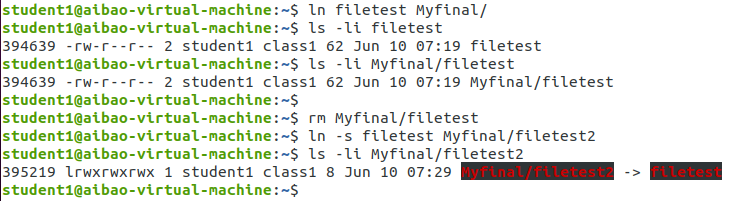 student1@aibao-virtual-machine:~$ ln filetest Myfinal/
student1@aibao-virtual-machine:~$ ls -li filetest
394639 -rw-r--r-- 2 student1 class1 62 Jun 10 07:19 filetest
student1@aibao-virtual-machine:~$ ls -li Myfinal/filetest
394639 -rw-r--r-- 2 student1 class1 62 Jun 10 07:19 Myfinal/filetest
student1@aibao-virtual-machine:~$
student1@aibao-virtual-machine:~$ rm Myfinal/filetest
student1@aibao-virtual-machine:~$ ln -s filetest Myfinal/filetest2
student1@aibao-virtual-machine:~$ ls -li Myfinal/filetest2
395219 lrwxrwxrwx 1 student1 class1 8 Jun 10 07:29 Myfinal/filetest2 -> filetest
student1@aibao-virtual-machine:~$